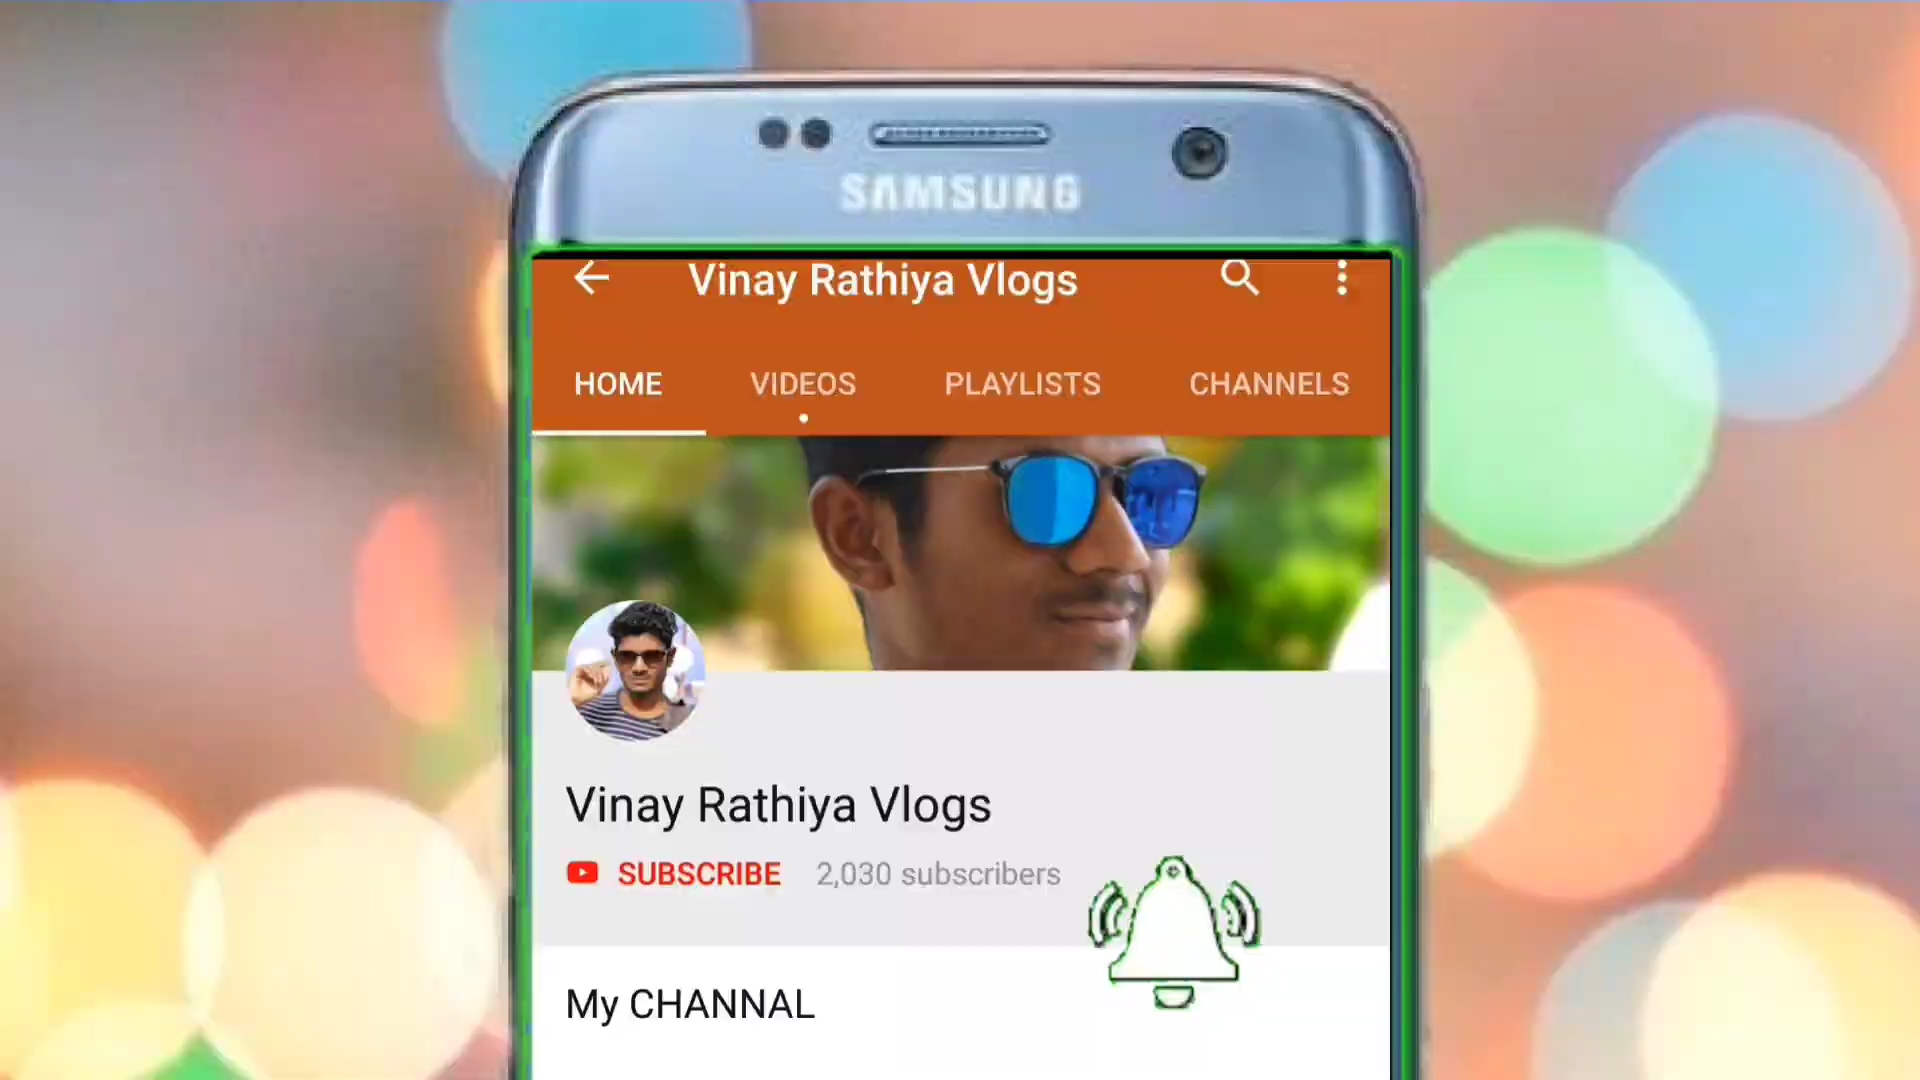 SAMSUNG
Vinay Rathiya Vlogs
HOME VIDEOS PLAYLISTS CHANNELS
Vinay Rathiya Vlogs
SUBSCRIBE 2,030 subscribers
My CHANNAL